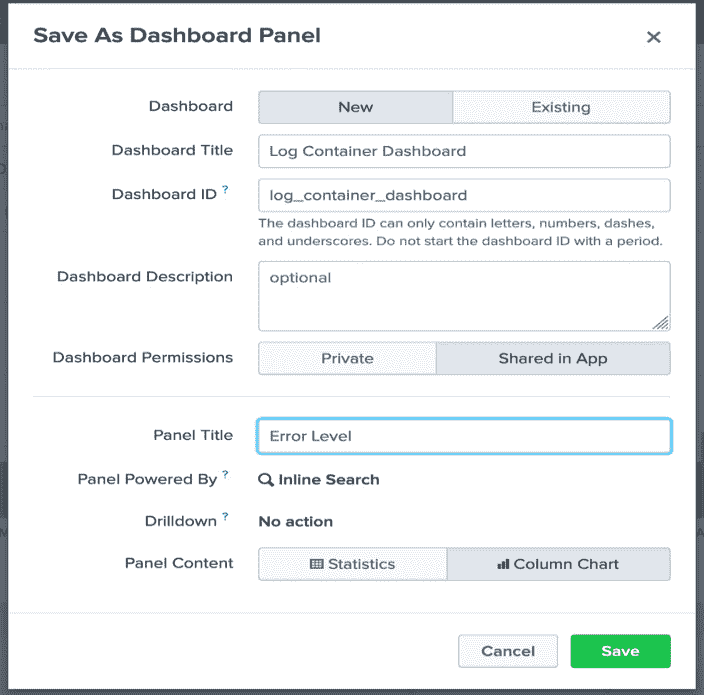 Save As Dashboard Panel
Dashboard New Existing
Dashboard Title Log Container Dashboard
Dashboard ID ? log_container_dashboard
The dashboard ID can only contain letters, numbers, dashes,
and underscores. Do not start the dashboard ID with a period.
Dashboard Description optional
Dashboard Permissions Private Shared in App
Panel Title Error Level
Panel Powered By ? Inline Search
Drilldown ? No action
Panel Content Statistics Column Chart
Cancel Save